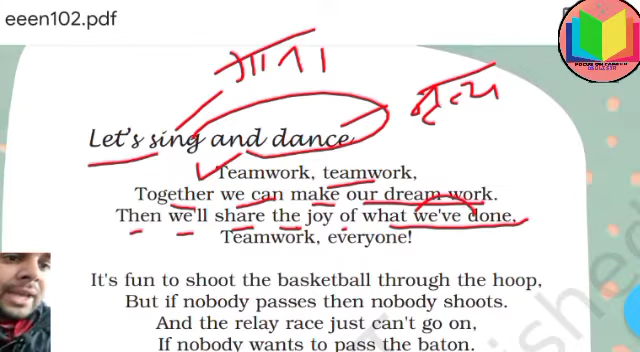 eeen102.pdf
गाना
नृत्य
Let's sing and dance
Teamwork, teamwork,
Together we can make our dream work.
Then we'll share the joy of what we've done,
Teamwork, everyone!
It's fun to shoot the basketball through the hoop,
But if nobody passes then nobody shoots.
And the relay race just can't go on,
If nobody wants to pass the baton.
FOCUS ON CAREER